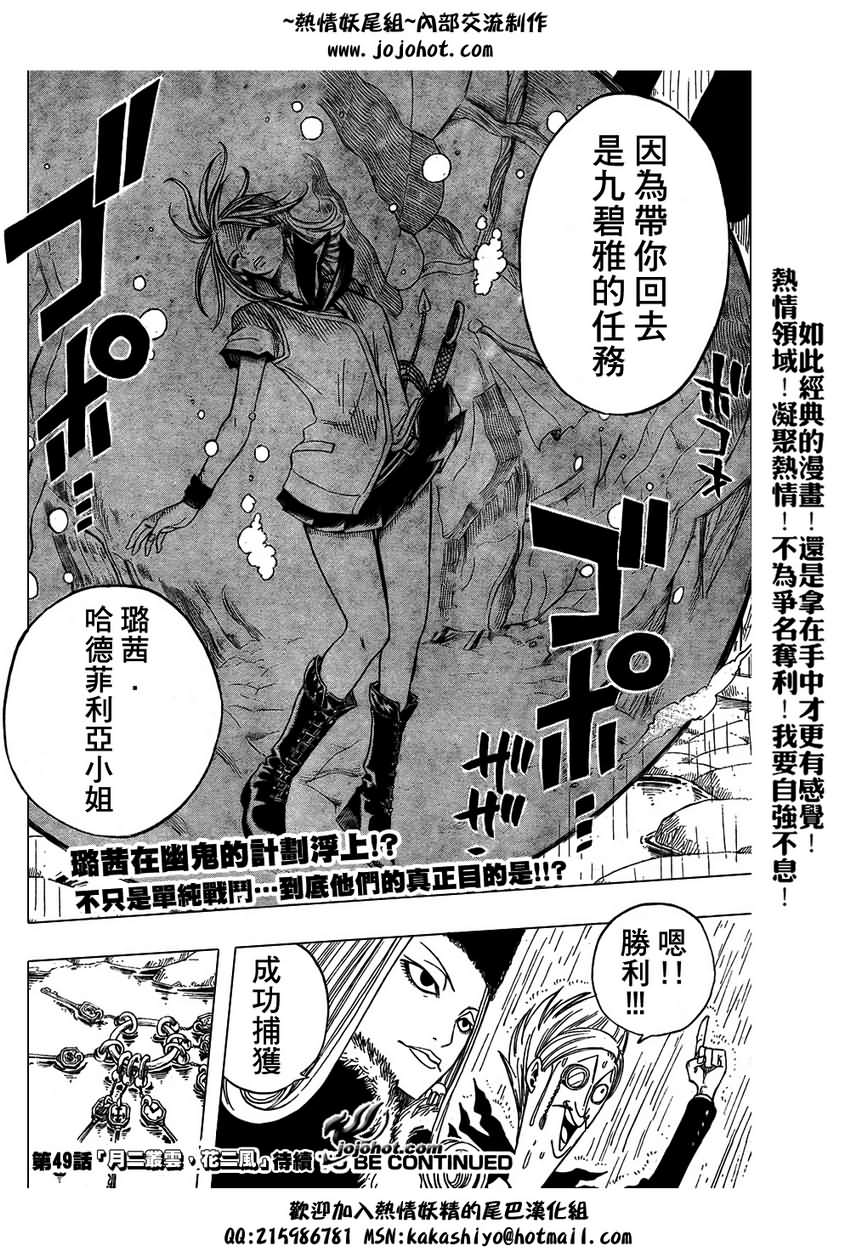 ~熱情妖尾組~內部交流制作
www.jojohot.com
因為帶你回去
是九碧雅的任務
ゴポ
ゴポ
ポコォ
璐茜．
哈德菲利亞小姐
璐茜在幽鬼的計劃浮上!?
不只是單純戰鬥…到底他們的真正目的是!!?
如此經典的漫畫！還是拿在手中才更有感覺！
熱情領域！凝聚熱情！不為爭名奪利！我要自強不息！
嗯!!
勝利!!!
成功捕獲
jojohot.com
第49話『月二叢雲・花二風』待續 TO BE CONTINUED
歡迎加入熱情妖精的尾巴漢化組
QQ:215986781 MSN:kakashiyo@hotmail.com